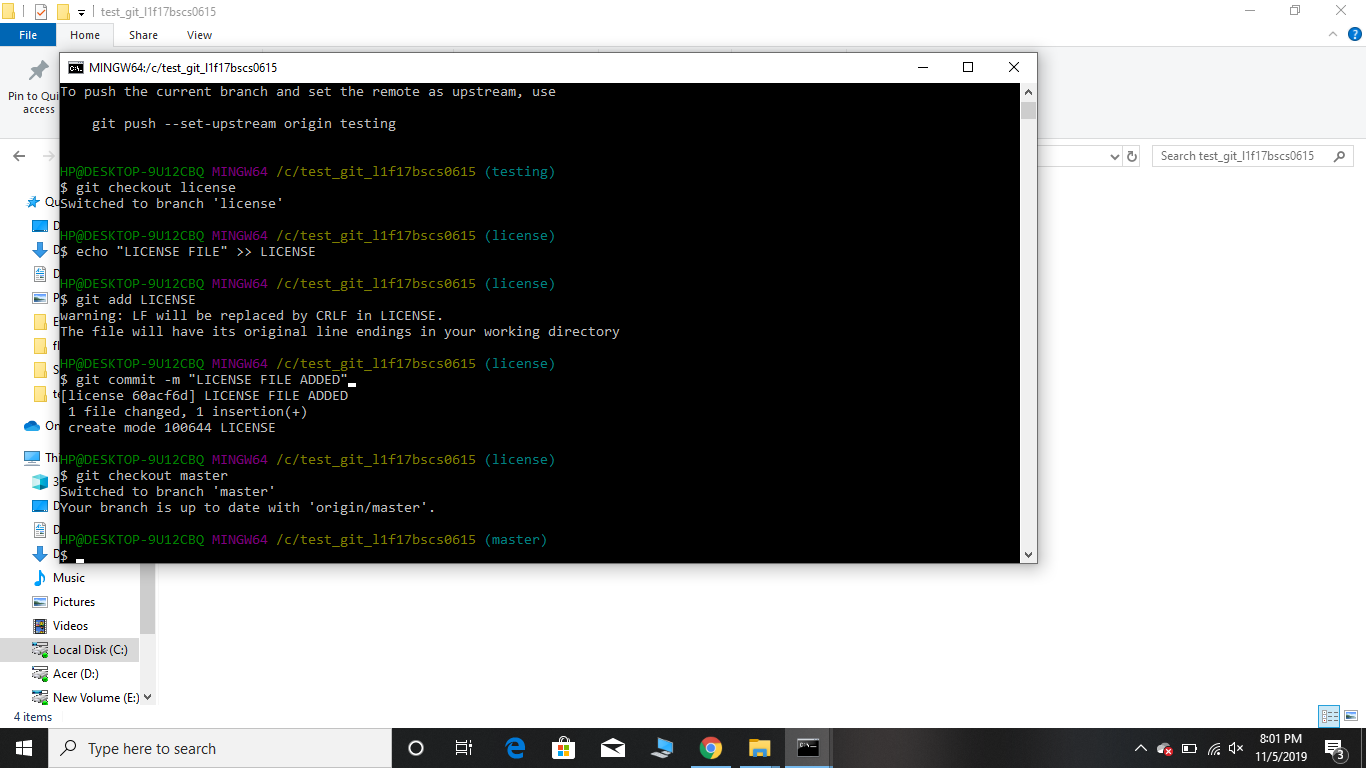 test_git_l1f17bscs0615
File Home Share View
MINGW64:/c/test_git_l1f17bscs0615
Pin to Qui
access
To push the current branch and set the remote as upstream, use
git push --set-upstream origin testing
HP@DESKTOP-9U12CBQ MINGW64 /c/test_git_l1f17bscs0615 (testing)
$ git checkout license
Switched to branch 'license'
HP@DESKTOP-9U12CBQ MINGW64 /c/test_git_l1f17bscs0615 (license)
$ echo "LICENSE FILE" >> LICENSE
HP@DESKTOP-9U12CBQ MINGW64 /c/test_git_l1f17bscs0615 (license)
$ git add LICENSE
warning: LF will be replaced by CRLF in LICENSE.
The file will have its original line endings in your working directory
HP@DESKTOP-9U12CBQ MINGW64 /c/test_git_l1f17bscs0615 (license)
$ git commit -m "LICENSE FILE ADDED"
[license 60acf6d] LICENSE FILE ADDED
1 file changed, 1 insertion(+)
create mode 100644 LICENSE
HP@DESKTOP-9U12CBQ MINGW64 /c/test_git_l1f17bscs0615 (license)
$ git checkout master
Switched to branch 'master'
Your branch is up to date with 'origin/master'.
HP@DESKTOP-9U12CBQ MINGW64 /c/test_git_l1f17bscs0615 (master)
$
Search test_git_l1f17bscs0615
Music
Pictures
Videos
Local Disk (C:)
Acer (D:)
New Volume (E:)
4 items
Type here to search
8:01 PM
11/5/2019
3